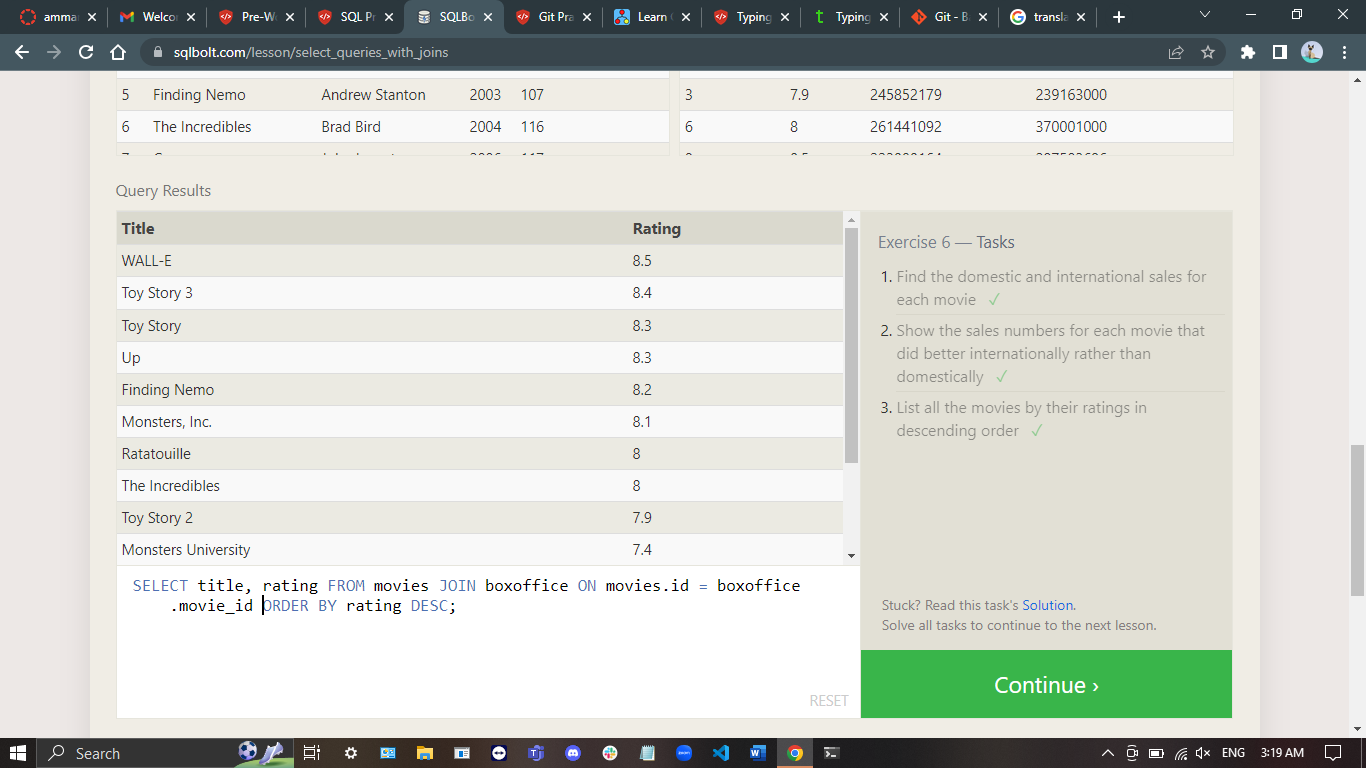 amma
Welco
Pre-W
SQL Pr
SQLBo
Git Pra
Learn
Typing
Typing
Git - B
transla
sqlbolt.com/lesson/select_queries_with_joins
5 Finding Nemo Andrew Stanton 2003 107
3 7.9 245852179 239163000
6 The Incredibles Brad Bird 2004 116
6 8 261441092 370001000
Query Results
Title Rating
WALL-E 8.5
Toy Story 3 8.4
Toy Story 8.3
Up 8.3
Finding Nemo 8.2
Monsters, Inc. 8.1
Ratatouille 8
The Incredibles 8
Toy Story 2 7.9
Monsters University 7.4
SELECT title, rating FROM movies JOIN boxoffice ON movies.id = boxoffice
.movie_id ORDER BY rating DESC;
RESET
Exercise 6 — Tasks
1. Find the domestic and international sales for
each movie ✓
2. Show the sales numbers for each movie that
did better internationally rather than
domestically ✓
3. List all the movies by their ratings in
descending order ✓
Stuck? Read this task's Solution.
Solve all tasks to continue to the next lesson.
Continue ›
Search
ENG
3:19 AM